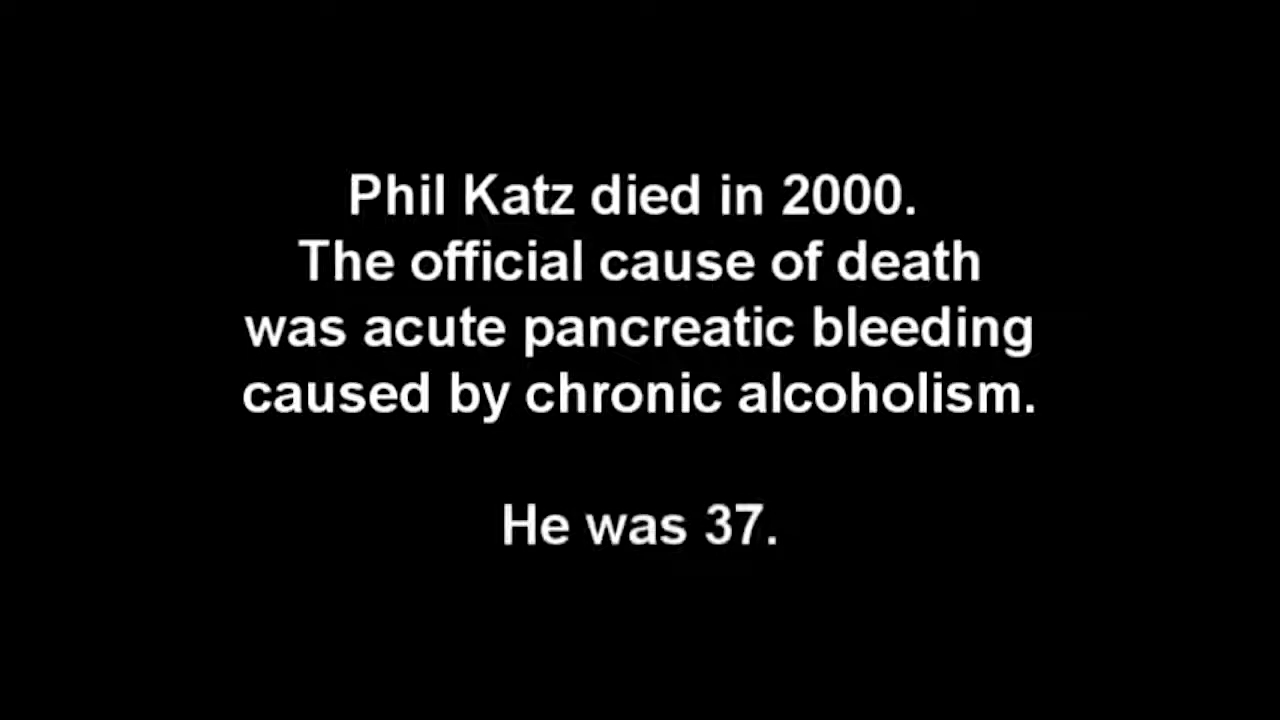 Phil Katz died in 2000.
The official cause of death
was acute pancreatic bleeding
caused by chronic alcoholism.
He was 37.